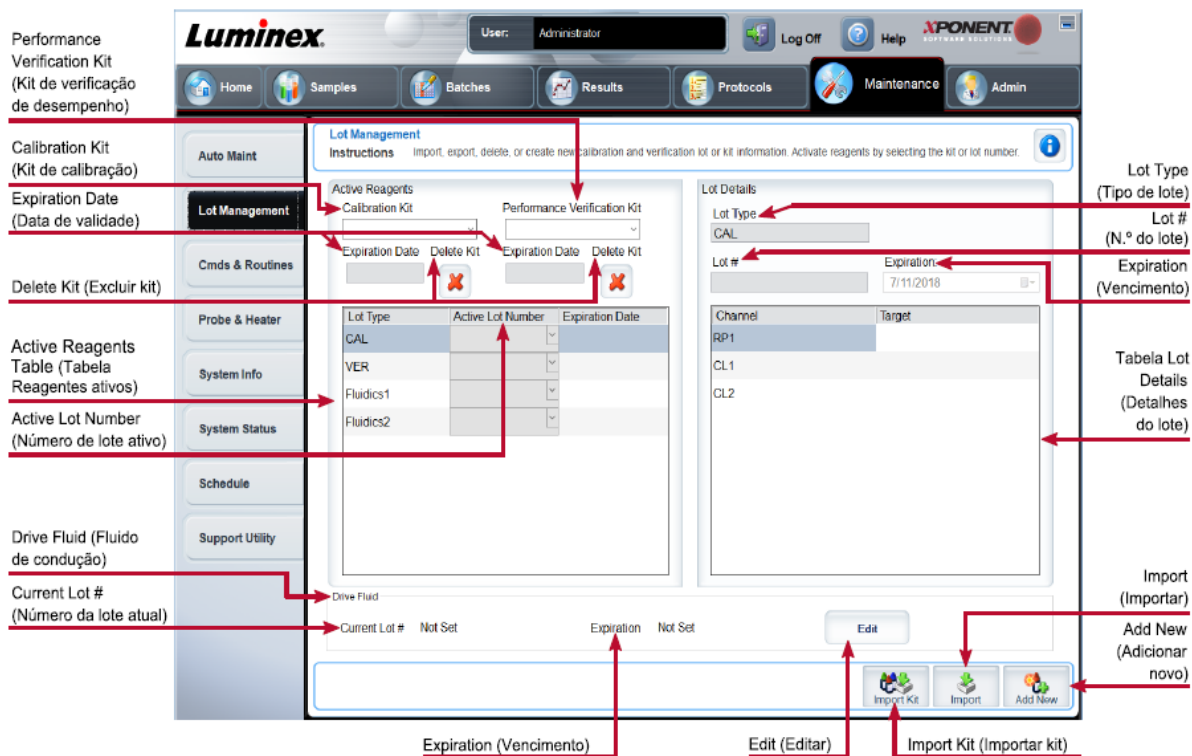 Performance
Verification Kit
(Kit de verificação
de desempenho)
Calibration Kit
(Kit de calibração)
Expiration Date
(Data de validade)
Delete Kit (Excluir kit)
Active Reagents
Table (Tabela
Reagentes ativos)
Active Lot Number
(Número de lote ativo)
Drive Fluid (Fluido
de condução)
Current Lot #
(Número da lote atual)
Luminex.
User: Administrator
Log Off
Help
XPONENT.
SOFTWARE SOLUTIONS
Home
Samples
Batches
Results
Protocols
Maintenance
Admin
Auto Maint
Lot Management
Cmds & Routines
Probe & Heater
System Info
System Status
Schedule
Support Utility
Lot Management
Instructions Import, export, delete, or create new calibration and verification lot or kit information. Activate reagents by selecting the kit or lot number.
Active Reagents
Calibration Kit Performance Verification Kit
Expiration Date Delete Kit Expiration Date Delete Kit
Lot Type Active Lot Number Expiration Date
CAL
VER
Fluidics1
Fluidics2
Lot Details
Lot Type
CAL
Lot # Expiration
7/11/2018
Channel Target
RP1
CL1
CL2
Drive Fluid
Current Lot # Not Set Expiration Not Set Edit
Import Kit Import Add New
Lot Type
(Tipo de lote)
Lot #
(N.º do lote)
Expiration
(Vencimento)
Tabela Lot
Details
(Detalhes
do lote)
Import
(Importar)
Add New
(Adicionar
novo)
Expiration (Vencimento)
Edit (Editar)
Import Kit (Importar kit)